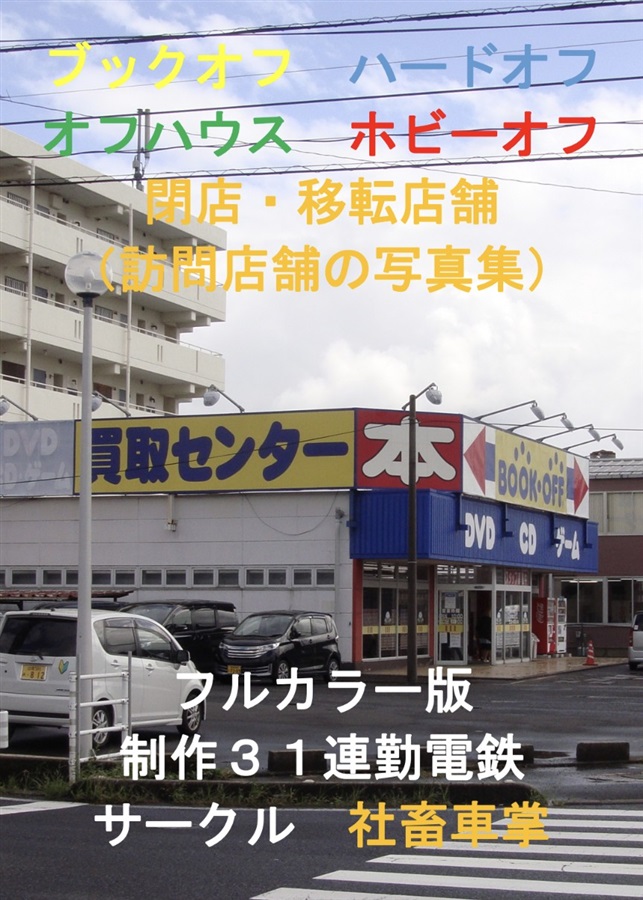 ブックオフ　ハードオフ
オフハウス　ホビーオフ
閉店・移転店舗
（訪問店舗の写真集）
DVD
買取センター
本
BOOK・OFF
DVD CD ゲーム
フルカラー版
制作３１連勤電鉄
サークル　社畜車掌